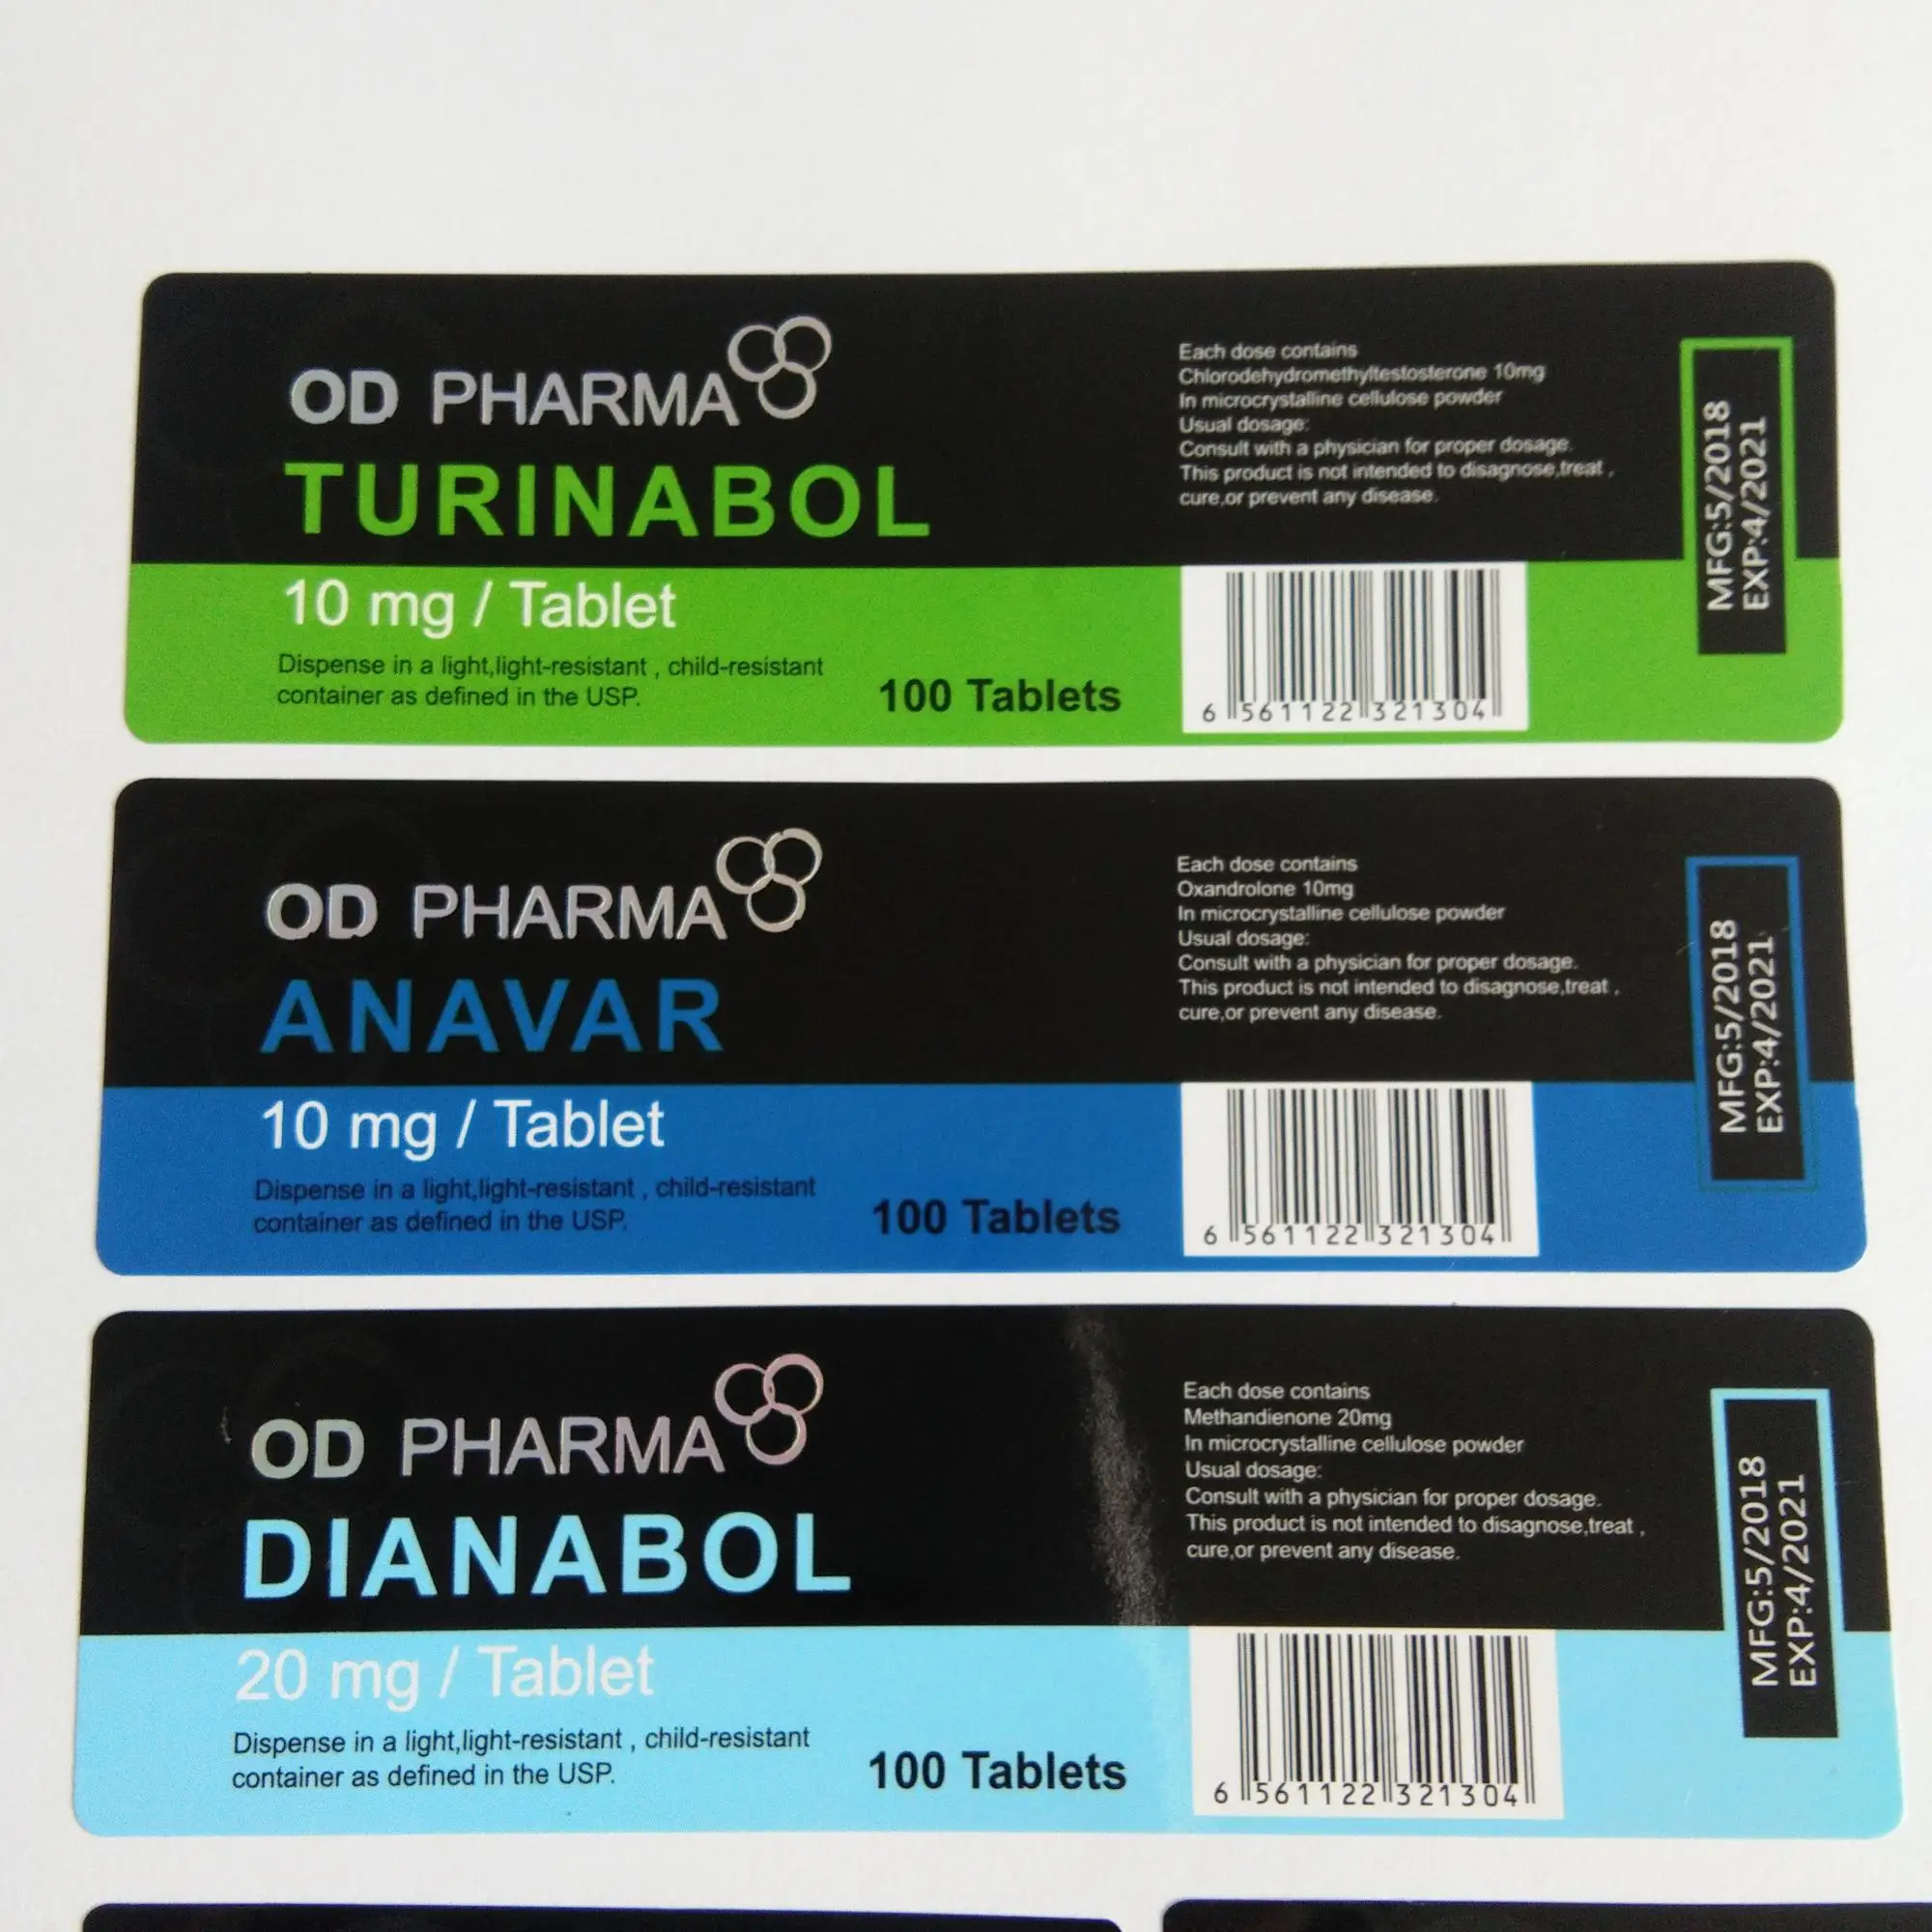 OD PHARMA
TURINABOL
10 mg / Tablet
Dispense in a light,light-resistant , child-resistant
container as defined in the USP.
100 Tablets
Each dose contains
Chlorodehydromethyltestosterone 10mg
In microcrystalline cellulose powder
Usual dosage:
Consult with a physician for proper dosage.
This product is not intended to disagnose,treat ,
cure,or prevent any disease.
6 561122 321304
MFG:5/2018
EXP:4/2021
OD PHARMA
ANAVAR
10 mg / Tablet
Dispense in a light,light-resistant , child-resistant
container as defined in the USP.
100 Tablets
Each dose contains
Oxandrolone 10mg
In microcrystalline cellulose powder
Usual dosage:
Consult with a physician for proper dosage.
This product is not intended to disagnose,treat ,
cure,or prevent any disease.
6 561122 321304
MFG:5/2018
EXP:4/2021
OD PHARMA
DIANABOL
20 mg / Tablet
Dispense in a light,light-resistant , child-resistant
container as defined in the USP.
100 Tablets
Each dose contains
Methandienone 20mg
In microcrystalline cellulose powder
Usual dosage:
Consult with a physician for proper dosage.
This product is not intended to disagnose,treat ,
cure,or prevent any disease.
6 561122 321304
MFG:5/2018
EXP:4/2021